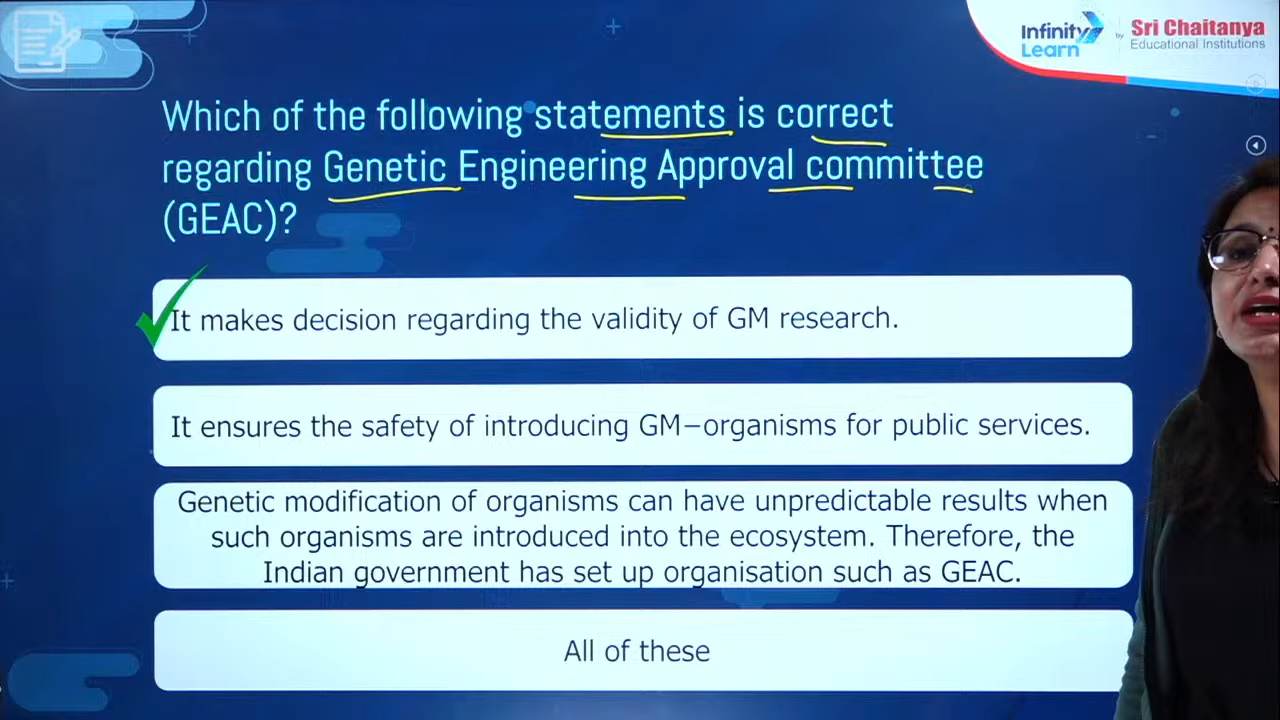 Infinity Learn
by
Sri Chaitanya
Educational Institutions
Which of the following statements is correct
regarding Genetic Engineering Approval committee
(GEAC)?
It makes decision regarding the validity of GM research.
It ensures the safety of introducing GM−organisms for public services.
Genetic modification of organisms can have unpredictable results when
such organisms are introduced into the ecosystem. Therefore, the
Indian government has set up organisation such as GEAC.
All of these